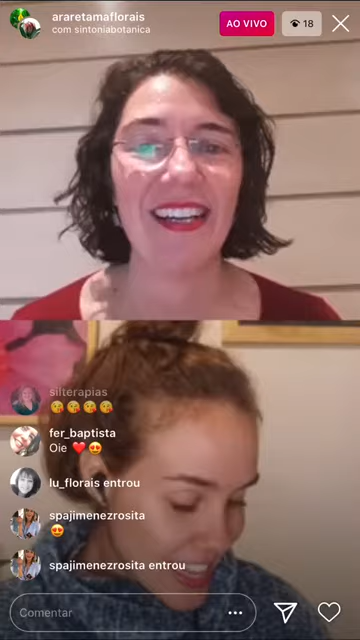 araretamaflorais
com sintoniabotanica
AO VIVO
18
silterapias
😘😘😘😘
fer_baptista
Oie ❤️😍
lu_florais entrou
spajimenezrosita
😍
spajimenezrosita entrou
Comentar